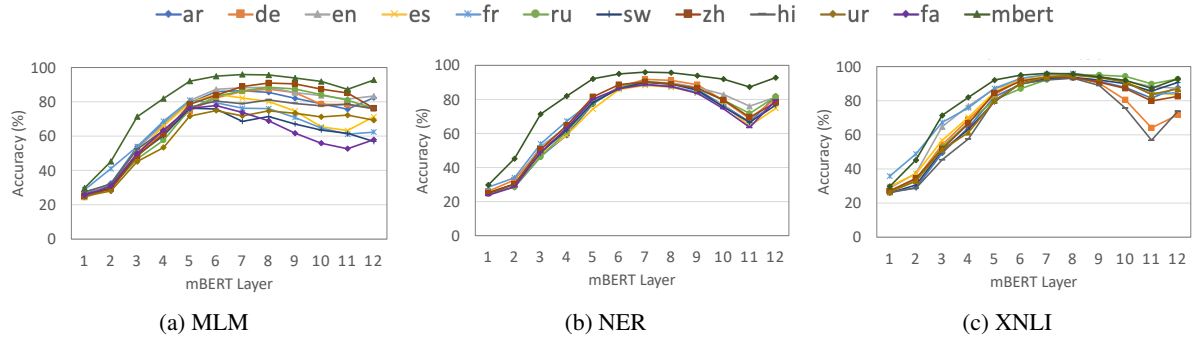 ar de en es fr ru sw zh hi ur fa mbert
Accuracy (%)
100
80
60
40
20
0
1 2 3 4 5 6 7 8 9 10 11 12
mBERT Layer
(a) MLM
Accuracy (%)
100
80
60
40
20
0
1 2 3 4 5 6 7 8 9 10 11 12
mBERT Layer
(b) NER
Accuracy (%)
100
80
60
40
20
0
1 2 3 4 5 6 7 8 9 10 11 12
mBERT Layer
(c) XNLI